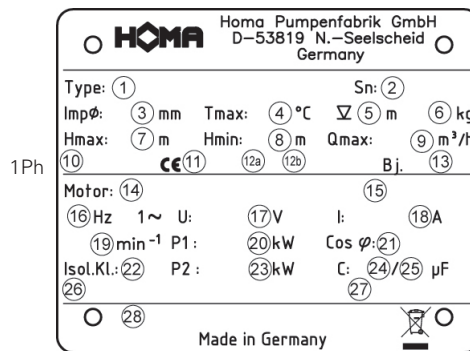 HOMA Homa Pumpenfabrik GmbH
D-53819 N.-Seelscheid
Germany
Type: 1 Sn: 2
ImpØ: 3 mm Tmax: 4 °C ∇ 5 m 6 kg
Hmax: 7 m Hmin: 8 m Qmax: 9 m³/h
1Ph
10 CE 11 12a 12b Bj. 13
Motor: 14 15
16 Hz 1~ U: 17 V I: 18 A
19 min⁻¹ P1: 20 kW Cos φ: 21
Isol.Kl.: 22 P2: 23 kW C: 24/25 µF
26 27
28
Made in Germany